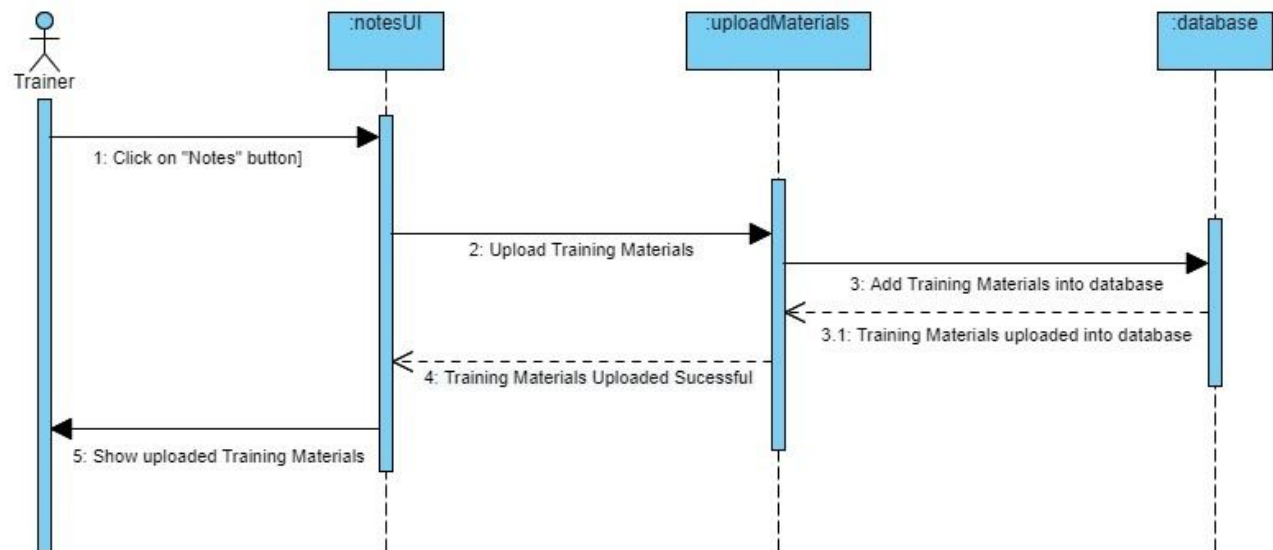 :notesUI
:uploadMaterials
:database
Trainer
1: Click on "Notes" button]
2: Upload Training Materials
3: Add Training Materials into database
3.1: Training Materials uploaded into database
4: Training Materials Uploaded Sucessful
5: Show uploaded Training Materials